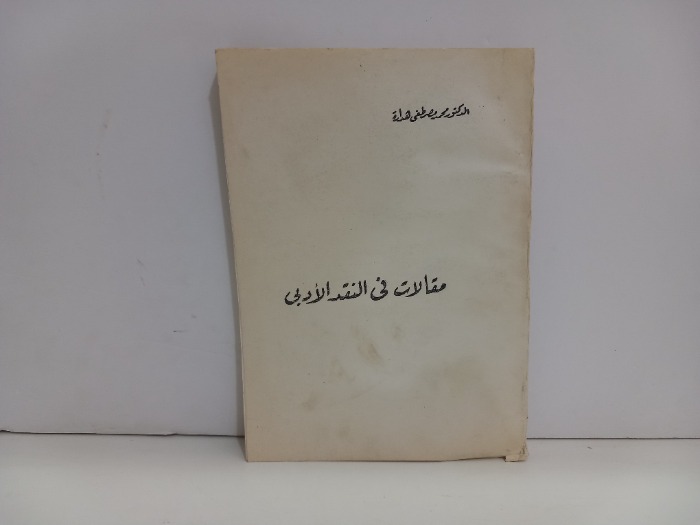 الدكتور محمد مصطفى هدارة
مقالات فى النقد الأدبى